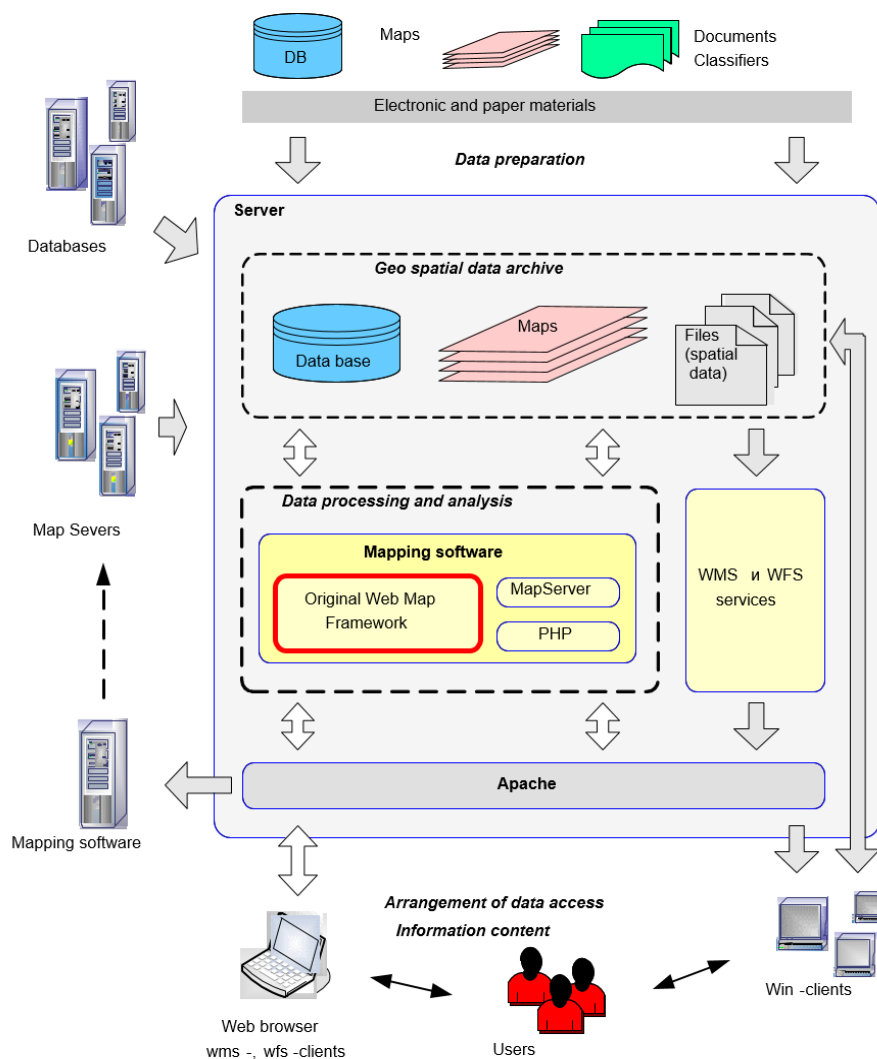 DB
Maps
Documents
Classifiers
Electronic and paper materials
Data preparation
Server
Databases
Geo spatial data archive
Data base
Maps
Files
(spatial
data)
Map Severs
Data processing and analysis
Mapping software
Original Web Map
Framework
MapServer
PHP
WMS и WFS
services
Apache
Mapping software
Arrangement of data access
Information content
Web browser
wms -, wfs -clients
Users
Win -clients